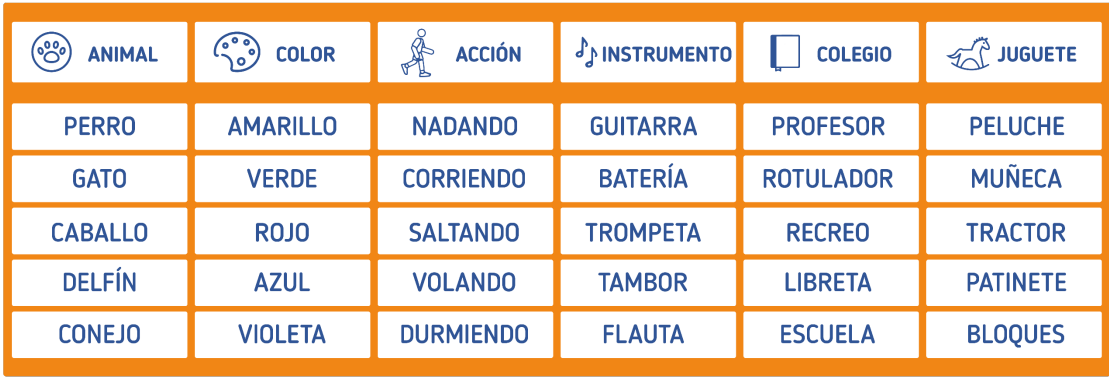 ANIMAL COLOR ACCIÓN INSTRUMENTO COLEGIO JUGUETE
PERRO AMARILLO NADANDO GUITARRA PROFESOR PELUCHE
GATO VERDE CORRIENDO BATERÍA ROTULADOR MUÑECA
CABALLO ROJO SALTANDO TROMPETA RECREO TRACTOR
DELFÍN AZUL VOLANDO TAMBOR LIBRETA PATINETE
CONEJO VIOLETA DURMIENDO FLAUTA ESCUELA BLOQUES